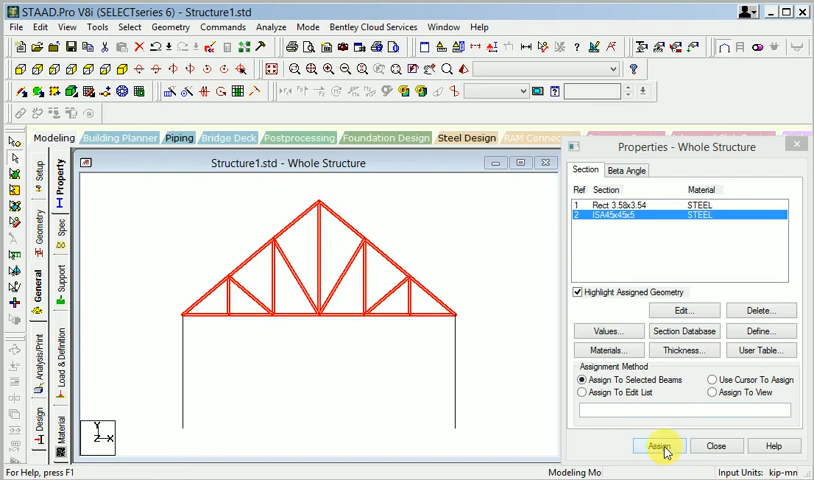 STAAD.Pro V8i (SELECTseries 6) - Structure1.std
File Edit View Tools Select Geometry Commands Analyze Mode Bentley Cloud Services Window Help
Modeling Building Planner Piping Bridge Deck Postprocessing Foundation Design Steel Design RAM Connec
Structure1.std - Whole Structure
Setup
Geometry
General
Analysis/Print
Design
Property
Spec
Support
Load & Definition
Material
Y
Z X
Properties - Whole Structure
Section Beta Angle
Ref Section Material
1 Rect 3.58x3.54 STEEL
2 ISA45x45x5 STEEL
Highlight Assigned Geometry
Edit... Delete...
Values... Section Database Define...
Materials... Thickness... User Table...
Assignment Method
Assign To Selected Beams Use Cursor To Assign
Assign To Edit List Assign To View
Assign Close Help
For Help, press F1 Modeling Mo Input Units: kip-mn